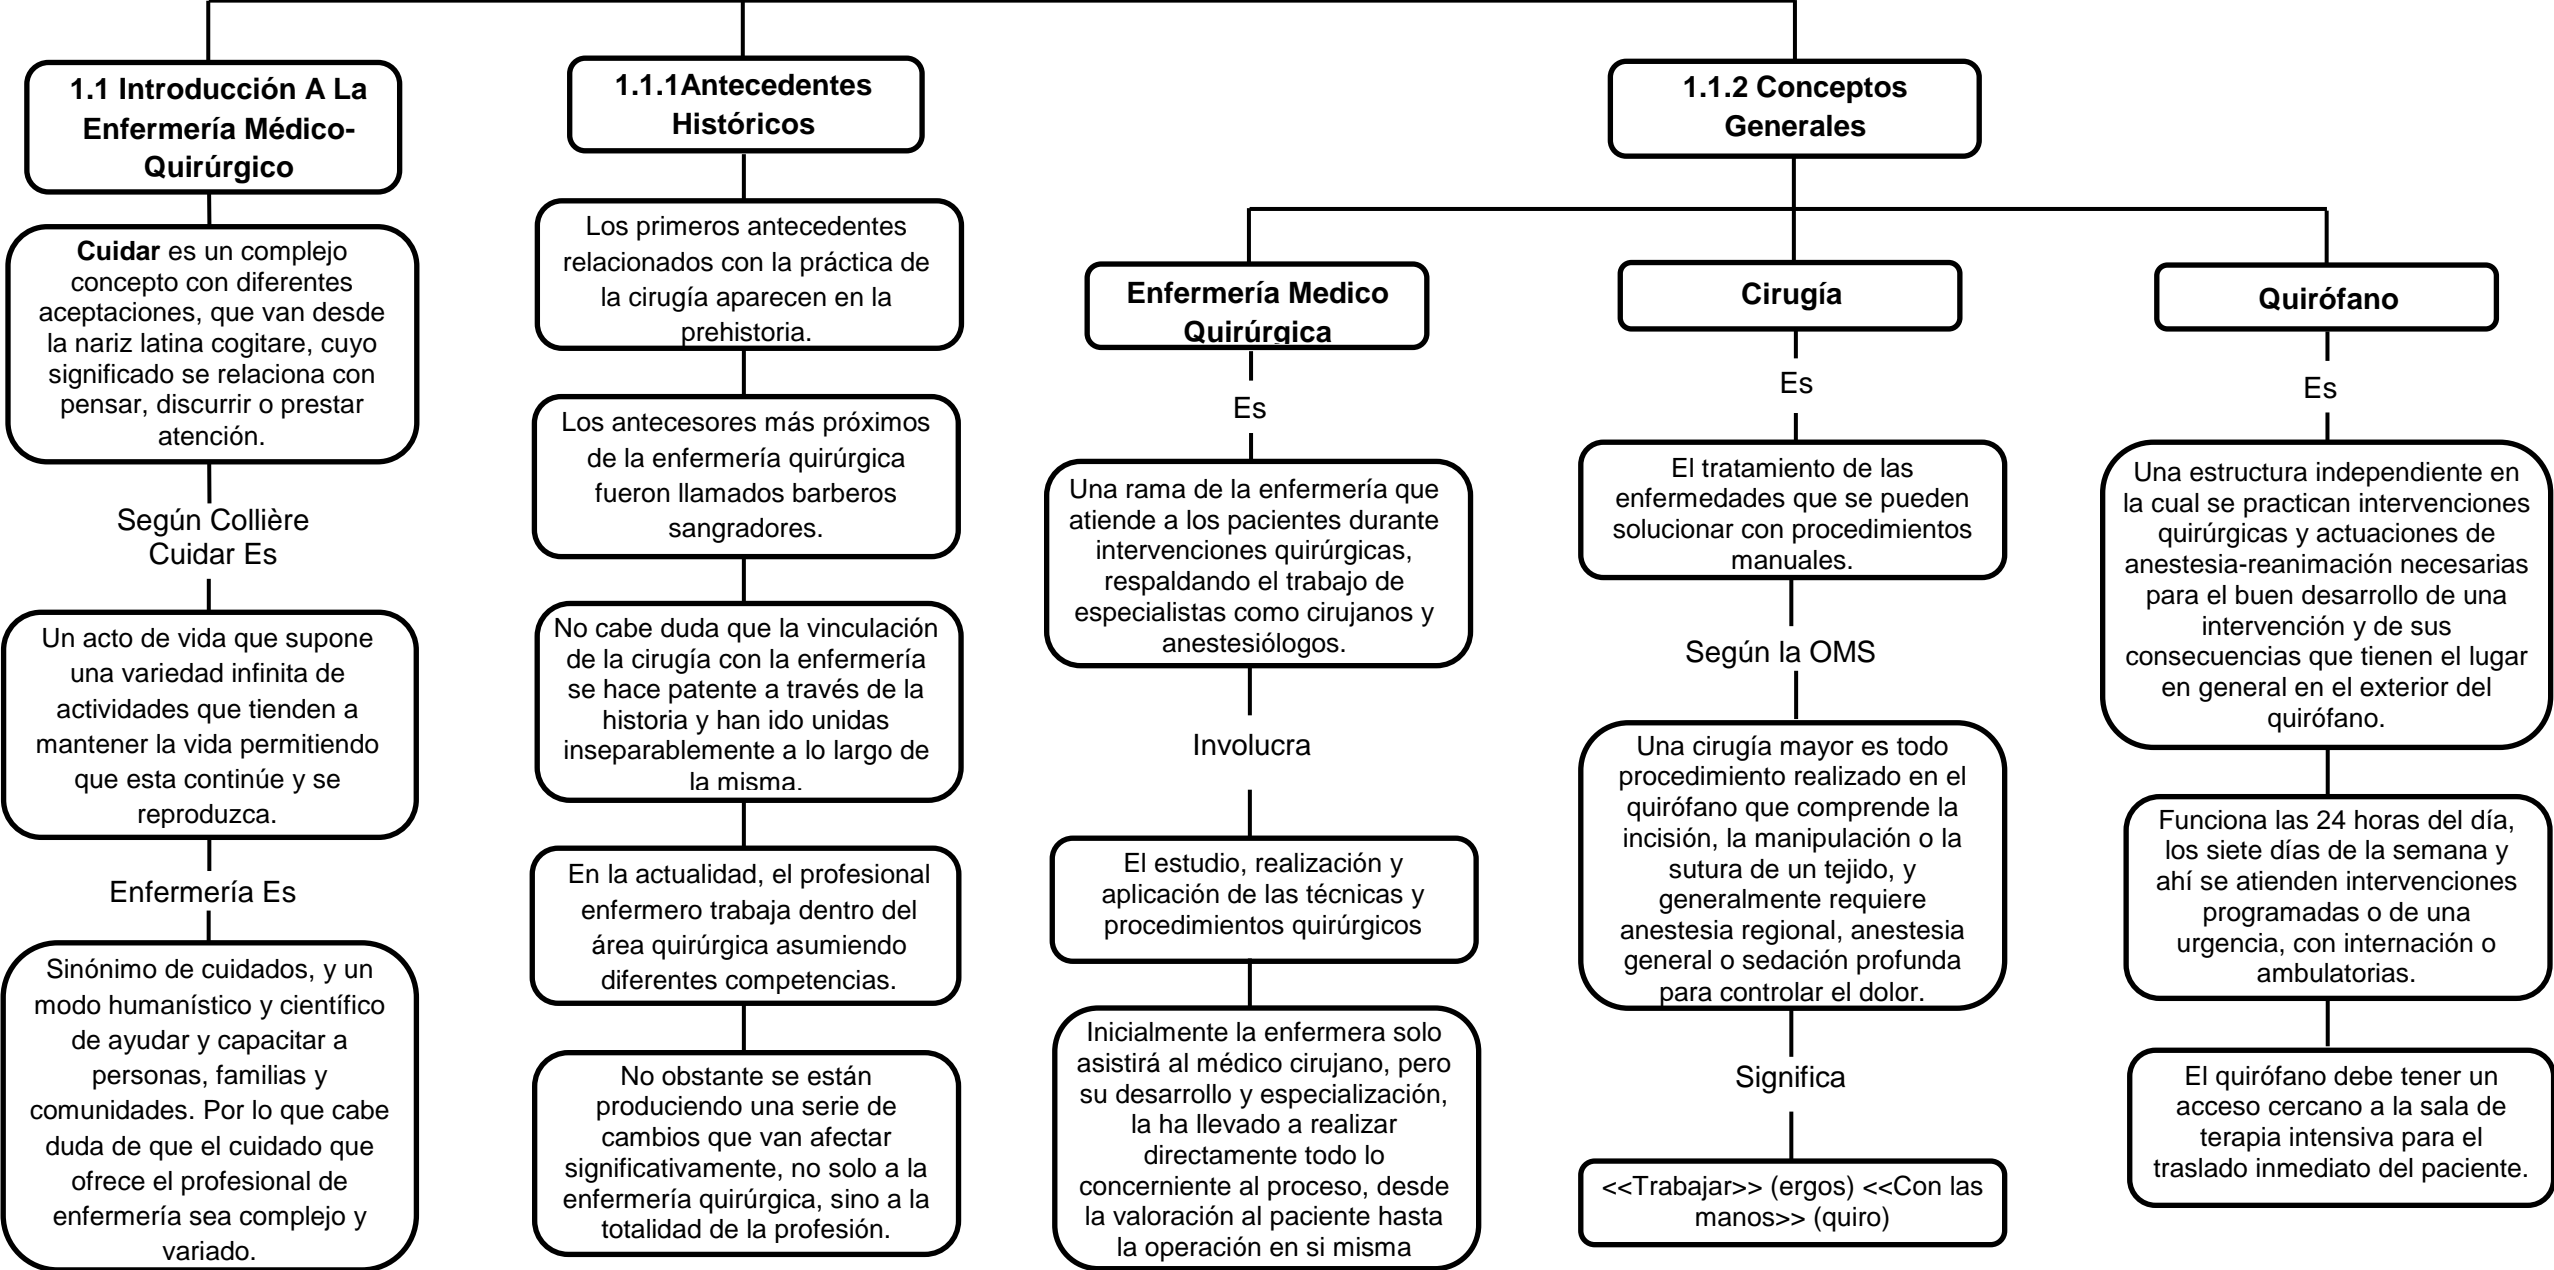 1.1 Introducción A La
Enfermería Médico-
Quirúrgico
Cuidar es un complejo
concepto con diferentes
aceptaciones, que van desde
la nariz latina cogitare, cuyo
significado se relaciona con
pensar, discurrir o prestar
atención.
Según Collière
Cuidar Es
Un acto de vida que supone
una variedad infinita de
actividades que tienden a
mantener la vida permitiendo
que esta continúe y se
reproduzca.
Enfermería Es
Sinónimo de cuidados, y un
modo humanístico y científico
de ayudar y capacitar a
personas, familias y
comunidades. Por lo que cabe
duda de que el cuidado que
ofrece el profesional de
enfermería sea complejo y
variado.
1.1.1Antecedentes
Históricos
Los primeros antecedentes
relacionados con la práctica de
la cirugía aparecen en la
prehistoria.
Los antecesores más próximos
de la enfermería quirúrgica
fueron llamados barberos
sangradores.
No cabe duda que la vinculación
de la cirugía con la enfermería
se hace patente a través de la
historia y han ido unidas
inseparablemente a lo largo de
la misma.
En la actualidad, el profesional
enfermero trabaja dentro del
área quirúrgica asumiendo
diferentes competencias.
No obstante se están
produciendo una serie de
cambios que van afectar
significativamente, no solo a la
enfermería quirúrgica, sino a la
totalidad de la profesión.
1.1.2 Conceptos
Generales
Enfermería Medico
Quirúrgica
Es
Una rama de la enfermería que
atiende a los pacientes durante
intervenciones quirúrgicas,
respaldando el trabajo de
especialistas como cirujanos y
anestesiólogos.
Involucra
El estudio, realización y
aplicación de las técnicas y
procedimientos quirúrgicos
Inicialmente la enfermera solo
asistirá al médico cirujano, pero
su desarrollo y especialización,
la ha llevado a realizar
directamente todo lo
concerniente al proceso, desde
la valoración al paciente hasta
la operación en si misma
Cirugía
Es
El tratamiento de las
enfermedades que se pueden
solucionar con procedimientos
manuales.
Según la OMS
Una cirugía mayor es todo
procedimiento realizado en el
quirófano que comprende la
incisión, la manipulación o la
sutura de un tejido, y
generalmente requiere
anestesia regional, anestesia
general o sedación profunda
para controlar el dolor.
Significa
<<Trabajar>> (ergos) <<Con las
manos>> (quiro)
Quirófano
Es
Una estructura independiente en
la cual se practican intervenciones
quirúrgicas y actuaciones de
anestesia-reanimación necesarias
para el buen desarrollo de una
intervención y de sus
consecuencias que tienen el lugar
en general en el exterior del
quirófano.
Funciona las 24 horas del día,
los siete días de la semana y
ahí se atienden intervenciones
programadas o de una
urgencia, con internación o
ambulatorias.
El quirófano debe tener un
acceso cercano a la sala de
terapia intensiva para el
traslado inmediato del paciente.